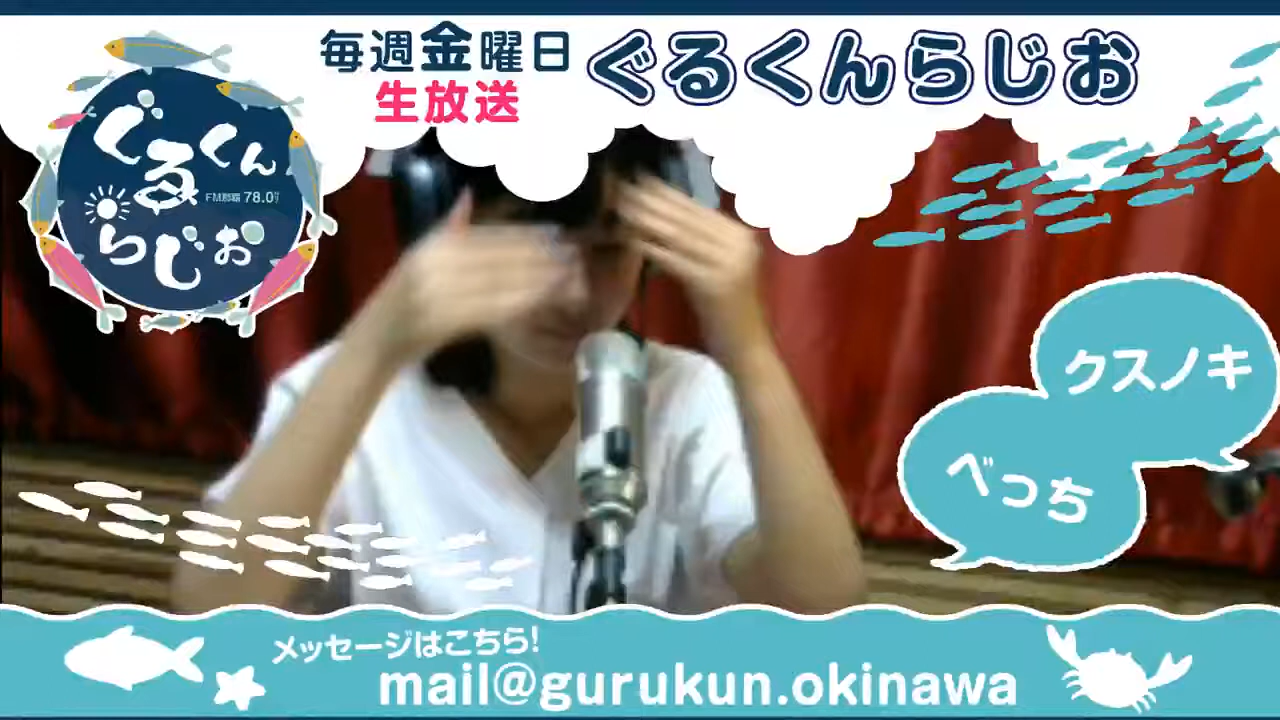 毎週金曜日
生放送
ぐるくんらじお
ぐるくん
FM那覇 78.0
らじお
クスノキ
べっち
メッセージはこちら!
mail@gurukun.okinawa